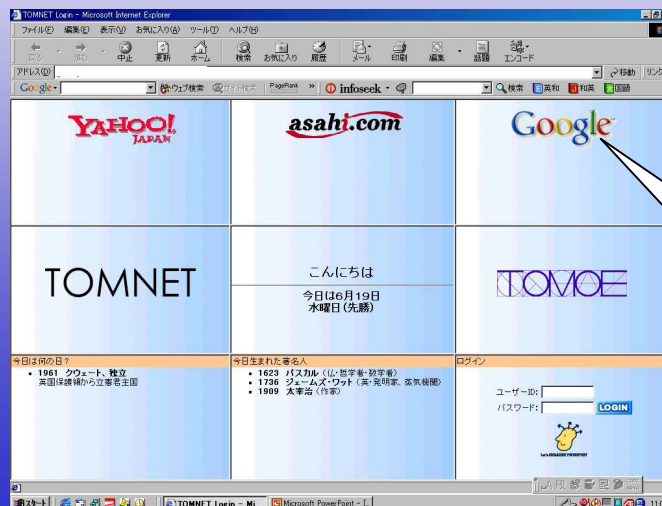 TOMNET Login - Microsoft Internet Explorer
ファイル(F) 編集(E) 表示(V) お気に入り(A) ツール(T) ヘルプ(H)
戻る 進む 中止 更新 ホーム 検索 お気に入り 履歴 メール 印刷 編集 話題 エンコード
アドレス(D) 移動 リンク
Google ウェブ検索 サイト検索 PageRank » infoseek 検索 英和 和英 国語
YAHOO!
JAPAN
asahi.com
Google
TOMNET
こんにちは
今日は6月19日
水曜日(先勝)
TOMOE
今日は何の日?
1961 クウェート、独立
英国保護領から立憲君主国
今日生まれた著名人
1623 パスカル (仏・哲学者・数学者)
1736 ジェームズ・ワット (英・発明家、蒸気機関)
1909 太宰治 (作家)
ログイン
ユーザーID:
パスワード: LOGIN
スタート TOMNET Login - Mi... Microsoft PowerPoint - [...